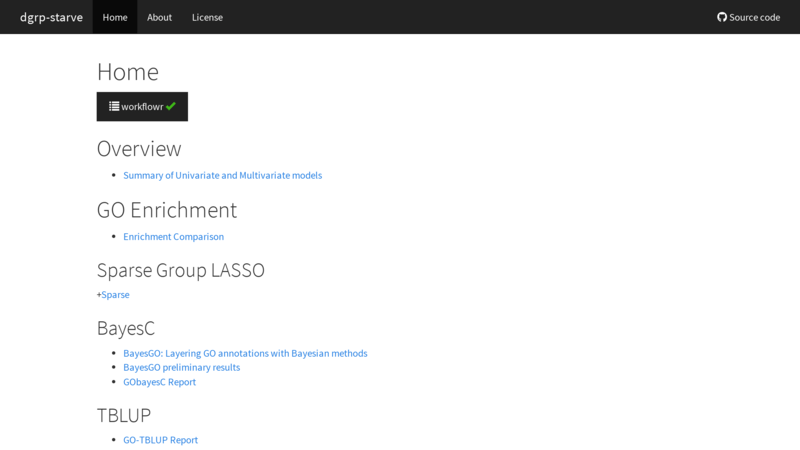 dgrp-starve Home About License Source code
Home
workflowr
Overview
Summary of Univariate and Multivariate models
GO Enrichment
Enrichment Comparison
Sparse Group LASSO
+Sparse
BayesC
BayesGO: Layering GO annotations with Bayesian methods
BayesGO preliminary results
GObayesC Report
TBLUP
GO-TBLUP Report